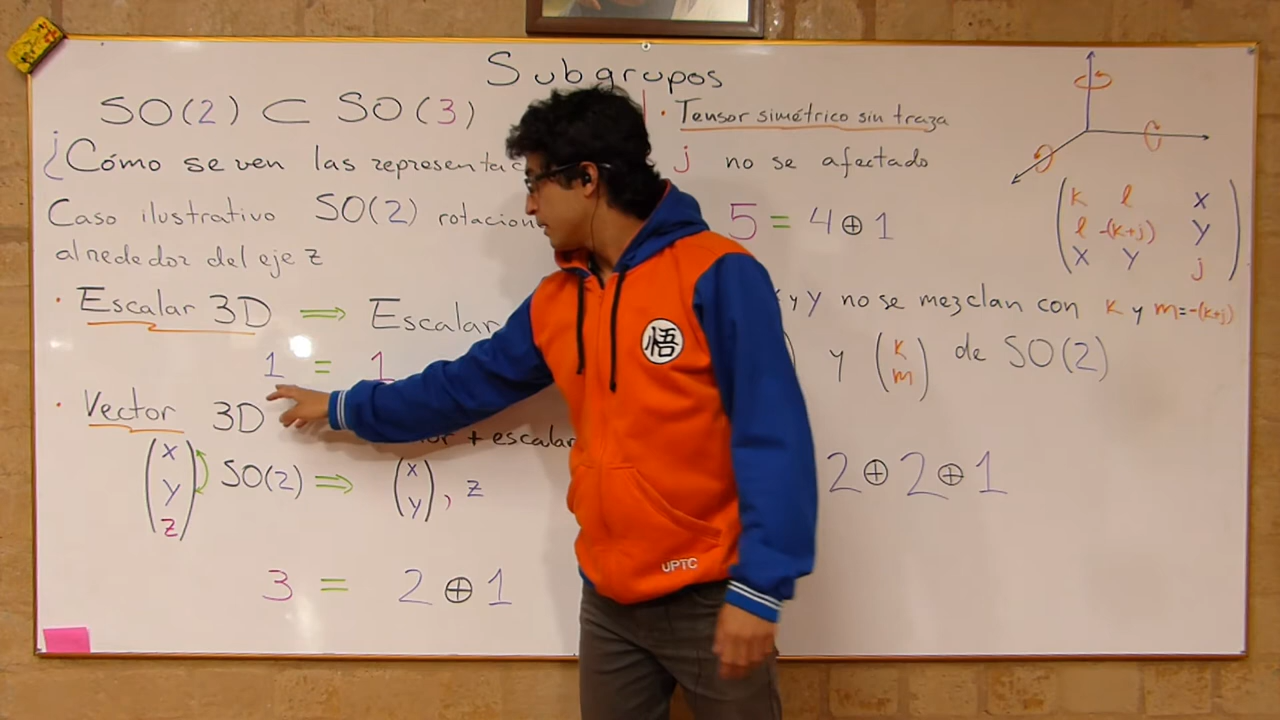 Subgrupos
SO(2) ⊂ SO(3)
¿Cómo se ven las
Caso ilustrativo SO(2)
alrededor del eje z
· Escalar 3D ⇒ Escalar
1 = 1
· Vector 3D
+ escalar
(x y z) SO(2) ⇒ (x y), z
3 = 2 ⊕ 1
· Tensor simétrico sin traza
j no se afectado
5 = 4 ⊕ 1
k l x
l -(k+j) y
x y j
y y no se mezclan con k y m=-(k+j)
y (k m) de SO(2)
2 ⊕ 2 ⊕ 1
悟
UPTC